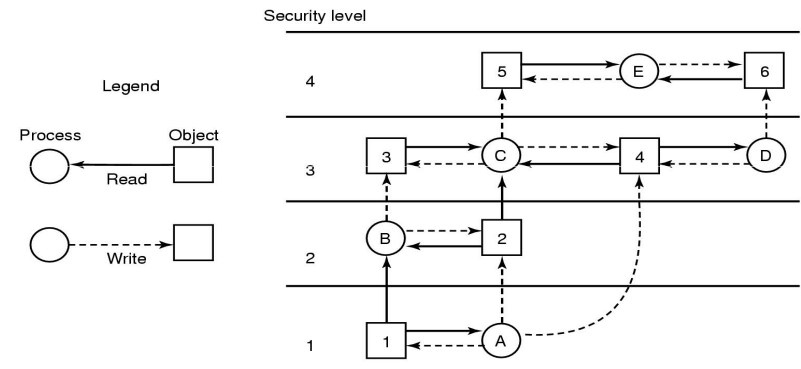 Security level
Legend
Process Object
Read
Write
4
5
E
6
3
3
C
4
D
2
B
2
1
1
A